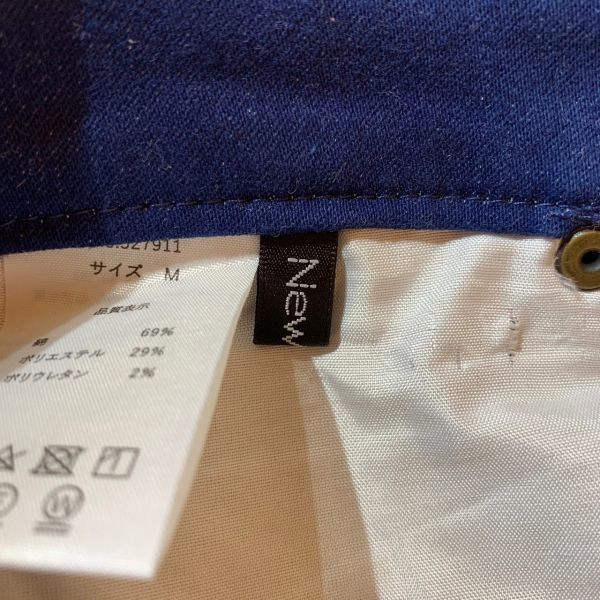 .527911
サイズ M
品質表示
綿 69%
ポリエステル 29%
ポリウレタン 2%
W
New